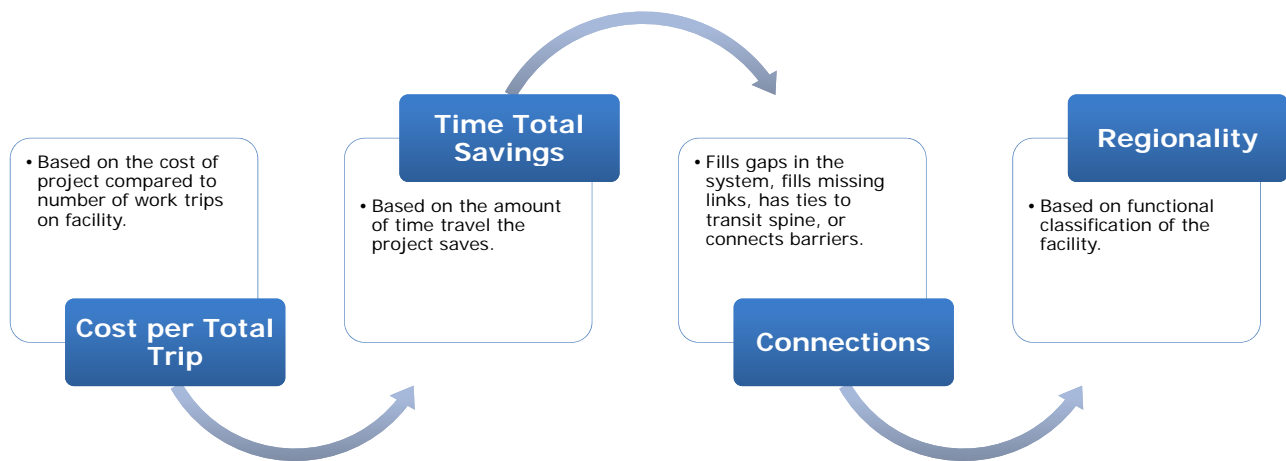 • Based on the cost of
project compared to
number of work trips
on facility.
Cost per Total
Trip
Time Total
Savings
• Based on the amount
of time travel the
project saves.
• Fills gaps in the
system, fills missing
links, has ties to
transit spine, or
connects barriers.
Connections
Regionality
• Based on functional
classification of the
facility.